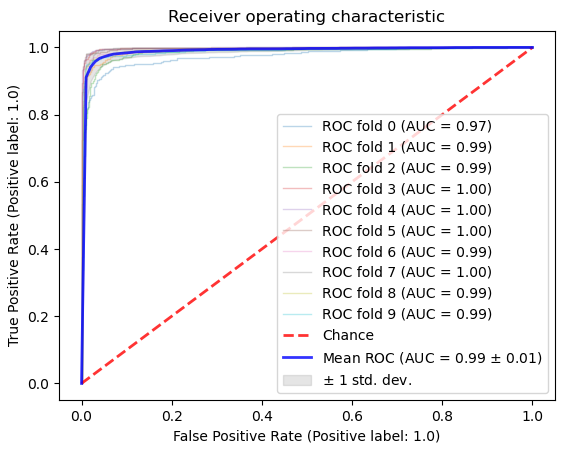 Receiver operating characteristic
True Positive Rate (Positive label: 1.0)
1.0
0.8
0.6
0.4
0.2
0.0
ROC fold 0 (AUC = 0.97)
ROC fold 1 (AUC = 0.99)
ROC fold 2 (AUC = 0.99)
ROC fold 3 (AUC = 1.00)
ROC fold 4 (AUC = 1.00)
ROC fold 5 (AUC = 1.00)
ROC fold 6 (AUC = 0.99)
ROC fold 7 (AUC = 1.00)
ROC fold 8 (AUC = 0.99)
ROC fold 9 (AUC = 0.99)
Chance
Mean ROC (AUC = 0.99 ± 0.01)
± 1 std. dev.
0.0 0.2 0.4 0.6 0.8 1.0
False Positive Rate (Positive label: 1.0)